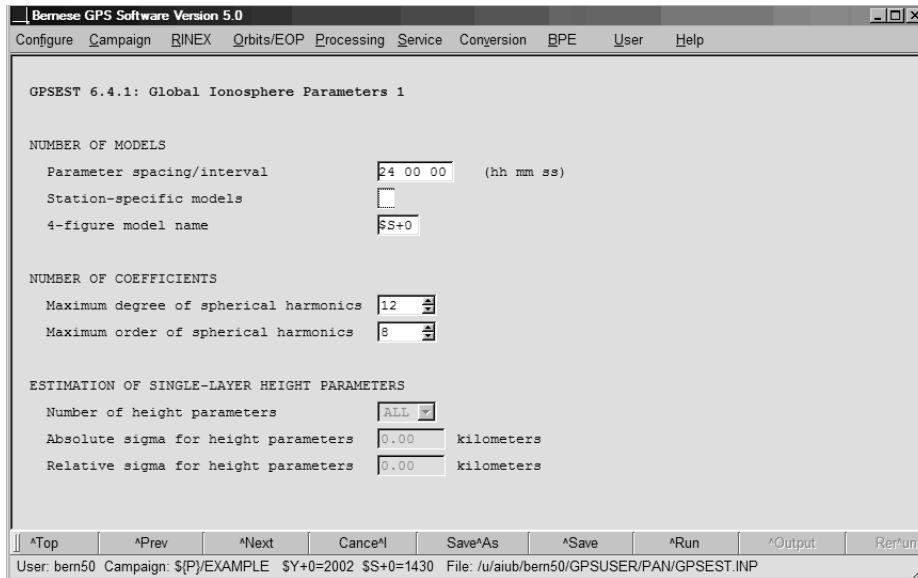 Bernese GPS Software Version 5.0
Configure Campaign RINEX Orbits/EOP Processing Service Conversion BPE User Help
GPSEST 6.4.1: Global Ionosphere Parameters 1
NUMBER OF MODELS
Parameter spacing/interval 24 00 00 (hh mm ss)
Station-specific models
4-figure model name $S+0
NUMBER OF COEFFICIENTS
Maximum degree of spherical harmonics 12
Maximum order of spherical harmonics 8
ESTIMATION OF SINGLE-LAYER HEIGHT PARAMETERS
Number of height parameters ALL
Absolute sigma for height parameters 0.00 kilometers
Relative sigma for height parameters 0.00 kilometers
^Top ^Prev ^Next Cance^l Save^As ^Save ^Run ^Output Rer^un
User: bern50 Campaign: ${P}/EXAMPLE $Y+0=2002 $S+0=1430 File: /u/aiub/bern50/GPSUSER/PAN/GPSEST.INP